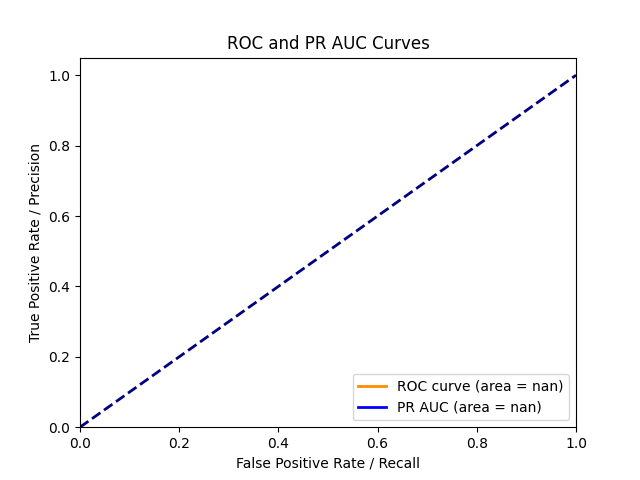 ROC and PR AUC Curves
True Positive Rate / Precision
1.0
0.8
0.6
0.4
0.2
0.0
0.0 0.2 0.4 0.6 0.8 1.0
False Positive Rate / Recall
ROC curve (area = nan)
PR AUC (area = nan)